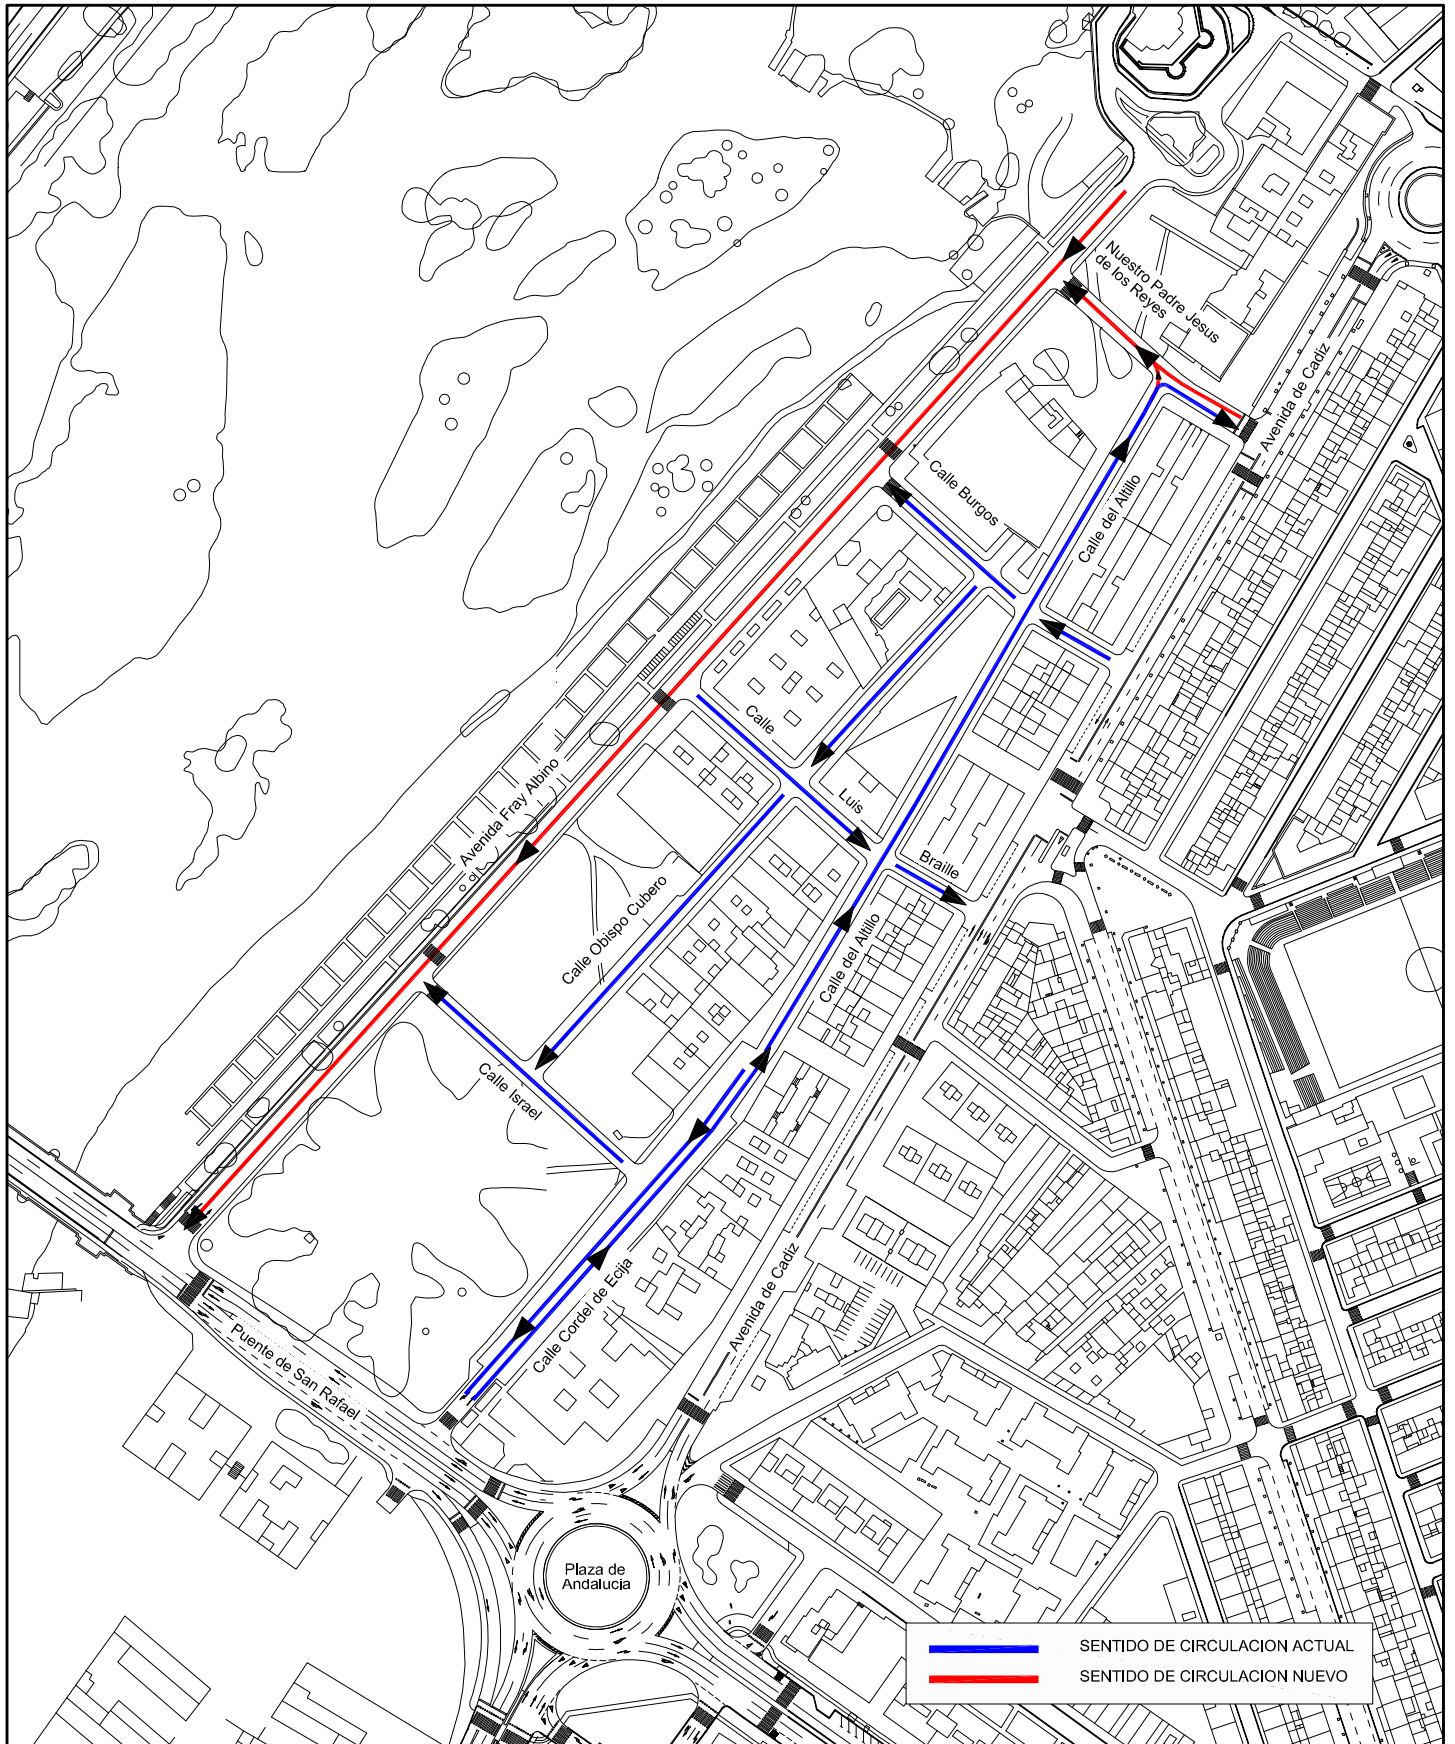 Nuestro Padre Jesus
de los Reyes
Avenida de Cadiz
Calle Burgos
Calle del Altillo
Calle
Luis
Braille
Avenida Fray Albino
Calle Obispo Cubero
Calle del Altillo
Calle Israel
Calle Cordel de Ecija
Avenida de Cadiz
Puente de San Rafael
Plaza de
Andalucia
SENTIDO DE CIRCULACION ACTUAL
SENTIDO DE CIRCULACION NUEVO